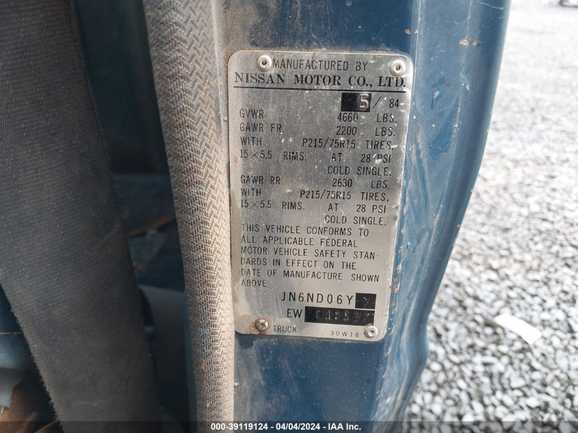 MANUFACTURED BY
NISSAN MOTOR CO., LTD.
5/ '84
GVWR 4660 LBS.
GAWR FR. 2200 LBS.
WITH P215/75R15 TIRES,
15 × 5.5 RIMS. AT 28 PSI
COLD SINGLE.
GAWR RR 2630 LBS.
WITH P215/75R15 TIRES,
15 × 5.5 RIMS. AT 28 PSI
COLD SINGLE.
THIS VEHICLE CONFORMS TO
ALL APPLICABLE FEDERAL
MOTOR VEHICLE SAFETY STAN-
DARDS IN EFFECT ON THE
DATE OF MANUFACTURE SHOWN
ABOVE
JN6ND06Y
EW
TRUCK
000-39119124 - 04/04/2024 - IAA Inc.